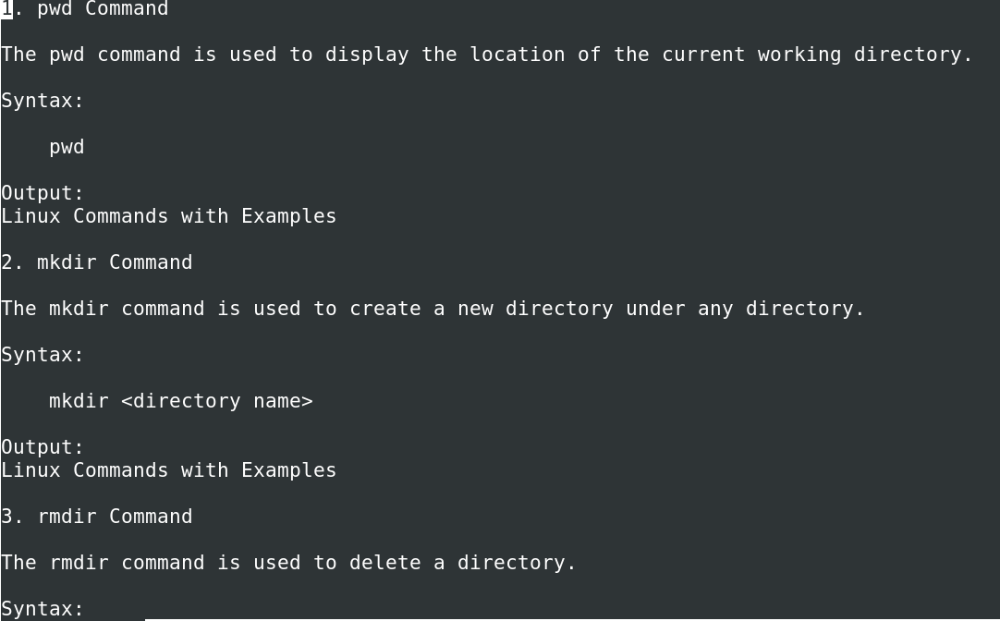 1. pwd Command
The pwd command is used to display the location of the current working directory.
Syntax:
pwd
Output:
Linux Commands with Examples
2. mkdir Command
The mkdir command is used to create a new directory under any directory.
Syntax:
mkdir <directory name>
Output:
Linux Commands with Examples
3. rmdir Command
The rmdir command is used to delete a directory.
Syntax: